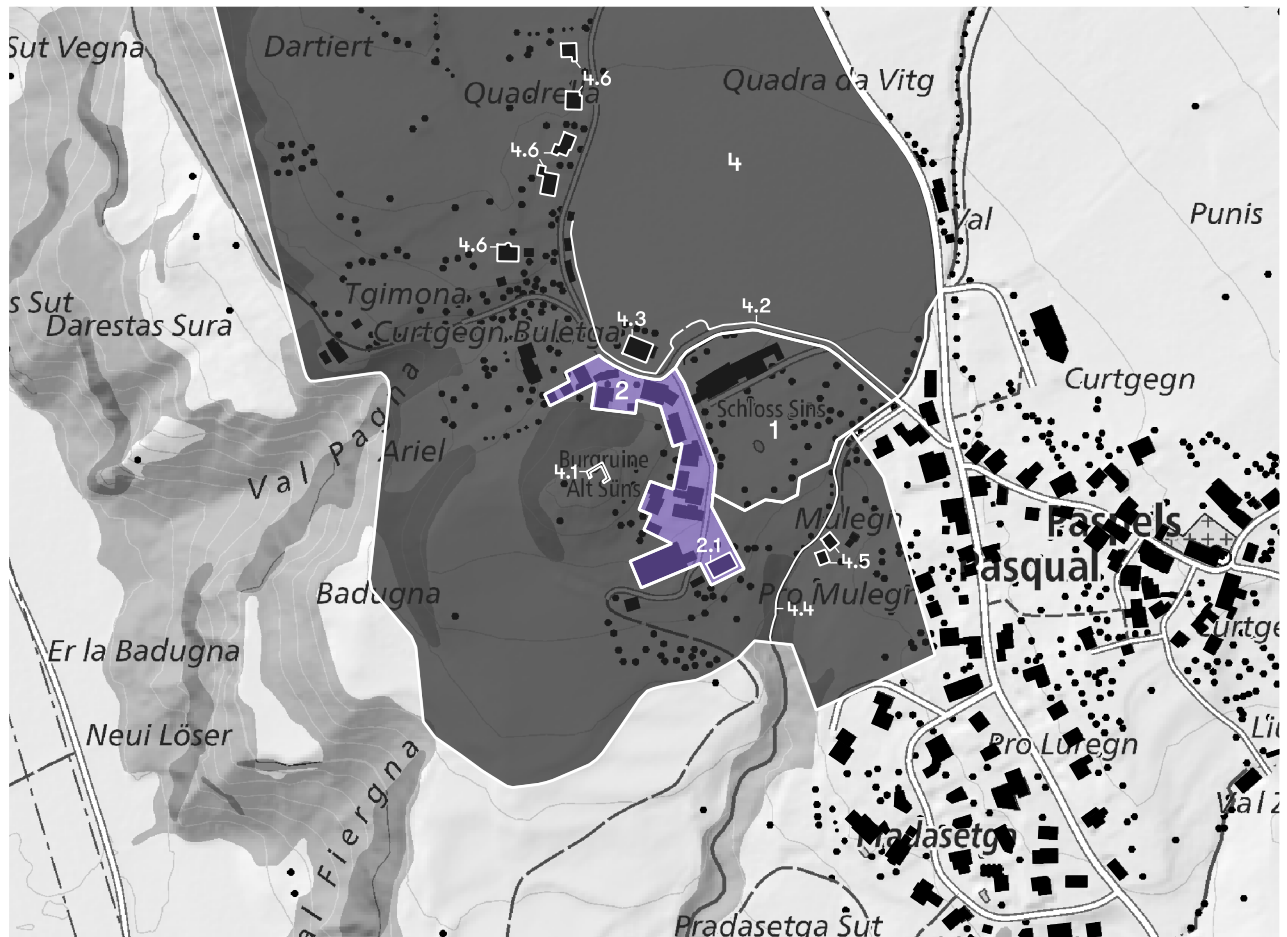 Sut Vegna
Dartiert
4.6
Quadrella
Quadra da Vitg
4.6
4
Val
Punis
4.6
Tgimona
s Sut
Darestas Sura
Curtgegn Buletga
4.3
4.2
Curtgegn
2
Schloss Sins
1
Val Pagna
Ariel
4.1
Burgruine
Alt Süns
Mulegn
Paspels
2.1
4.5
Pasqual
Badugna
4.4
Pro Mulegn
Curtge
Er la Badugna
Neui Löser
Pro Luregn
Val Fiergna
Pradasetga
Pradasetga Sut